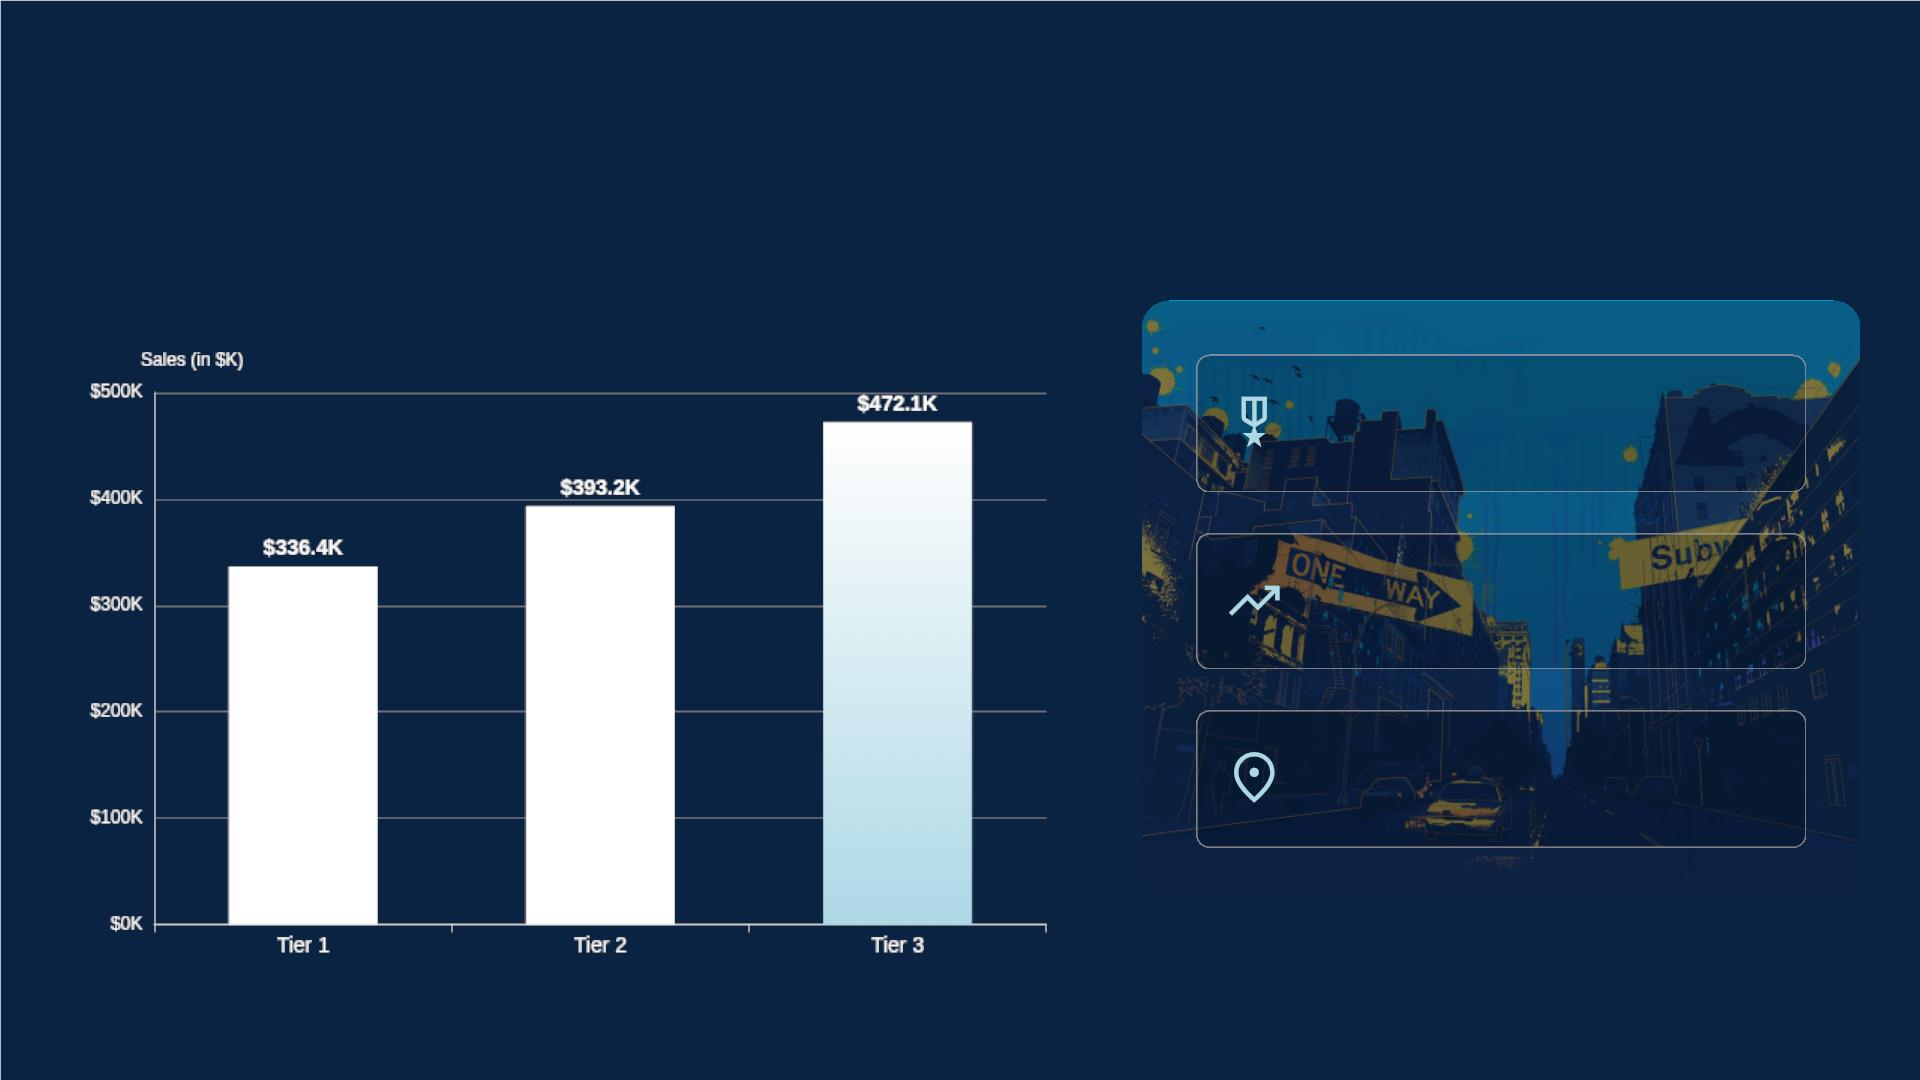 Sales (in $K)
$500K
$400K
$300K
$200K
$100K
$0K
$336.4K
$393.2K
$472.1K
Tier 1
Tier 2
Tier 3
ONE WAY
Subw